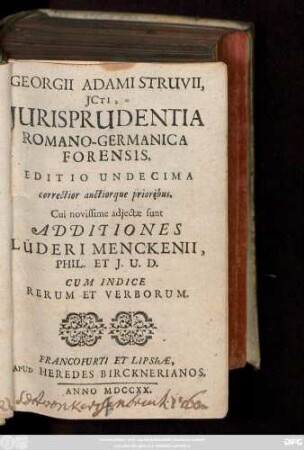 GEORGII ADAMI STRUVII,
JCTI,
JURISPRUDENTIA
ROMANO-GERMANICA
FORENSIS.
EDITIO UNDECIMA
correctior auctiorque prioribus.
Cui novissime adjectæ sunt
ADDITIONES
LÜDERI MENCKENII,
PHIL. ET J. U. D.
CUM INDICE
RERUM ET VERBORUM.
FRANCOFURTI ET LIPSIÆ,
APUD HEREDES BIRCKNERIANOS.
ANNO MDCCXX.
DFG